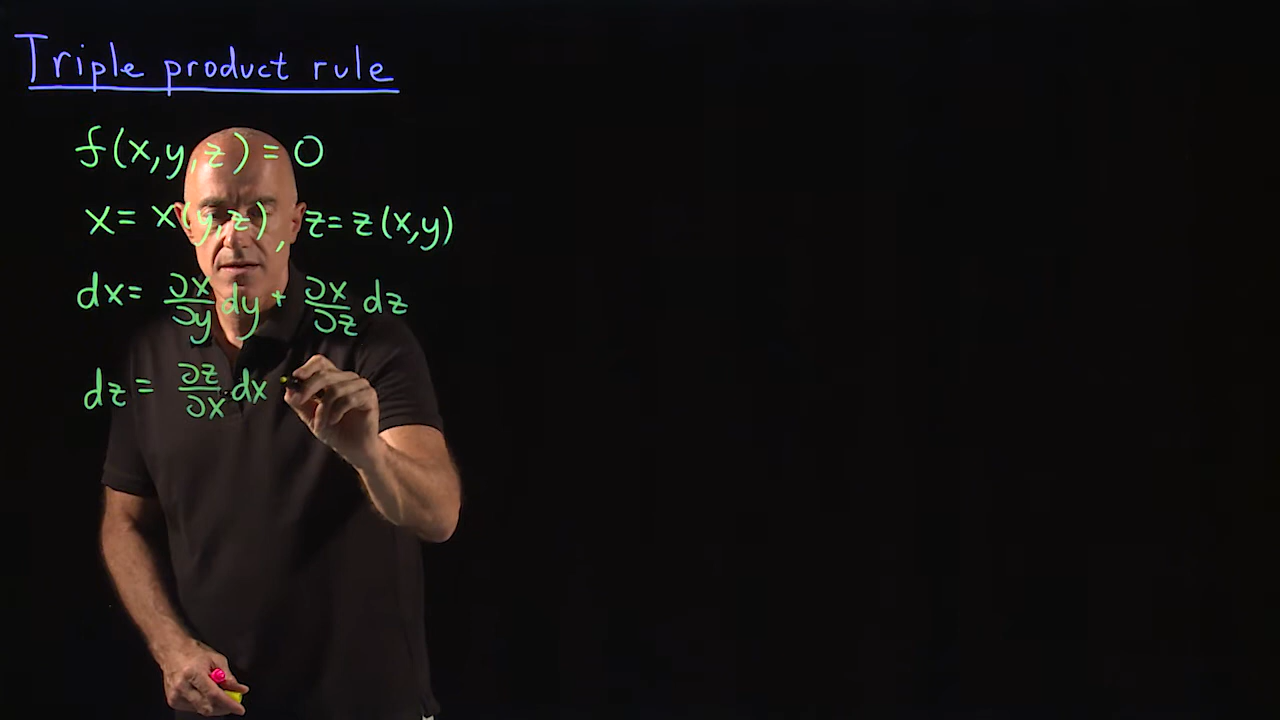 Triple product rule
f(x,y,z) = 0
x = x(y,z), z = z(x,y)
dx = ∂x/∂y dy + ∂x/∂z dz
dz = ∂z/∂x dx